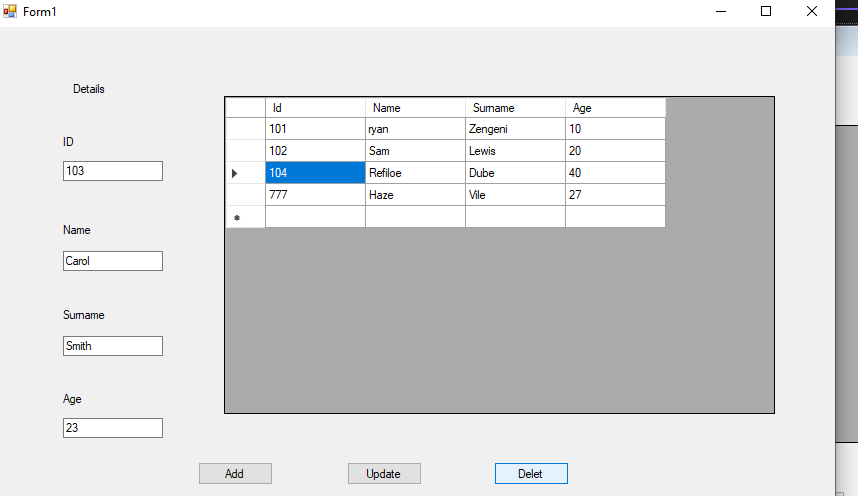 Form1
Details
ID
103
Name
Carol
Surname
Smith
Age
23
Id Name Surname Age
101 ryan Zengeni 10
102 Sam Lewis 20
104 Refiloe Dube 40
777 Haze Vile 27
Add Update Delet